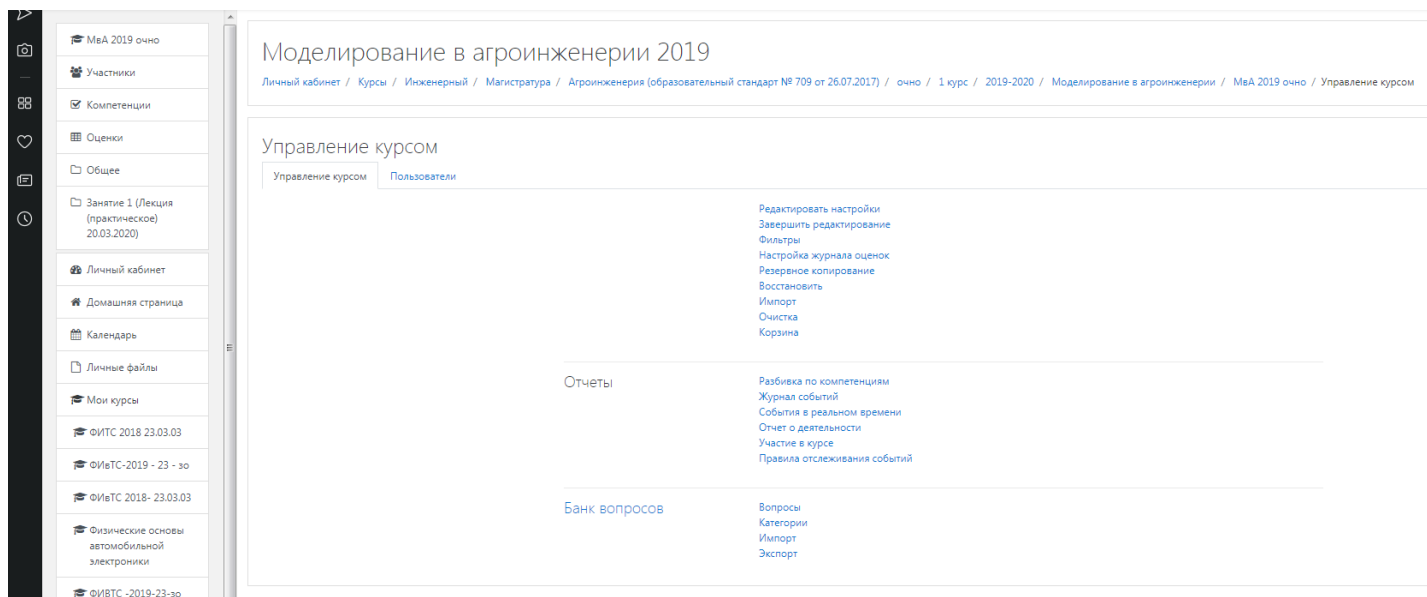 МвА 2019 очно
Участники
Компетенции
Оценки
Общее
Занятие 1 (Лекция
(практическое)
20.03.2020)
Личный кабинет
Домашняя страница
Календарь
Личные файлы
Мои курсы
ФИТС 2018 23.03.03
ФИвТС-2019 - 23 - зо
ФИвТС 2018- 23.03.03
Физические основы
автомобильной
электроники
ФИВТС -2019-23-зо
Моделирование в агроинженерии 2019
Личный кабинет / Курсы / Инженерный / Магистратура / Агроинженерия (образовательный стандарт № 709 от 26.07.2017) / очно / 1 курс / 2019-2020 / Моделирование в агроинженерии / МвА 2019 очно / Управление курсом
Управление курсом
Управление курсом Пользователи
Редактировать настройки
Завершить редактирование
Фильтры
Настройка журнала оценок
Резервное копирование
Восстановить
Импорт
Очистка
Корзина
Отчеты
Разбивка по компетенциям
Журнал событий
События в реальном времени
Отчет о деятельности
Участие в курсе
Правила отслеживания событий
Банк вопросов
Вопросы
Категории
Импорт
Экспорт